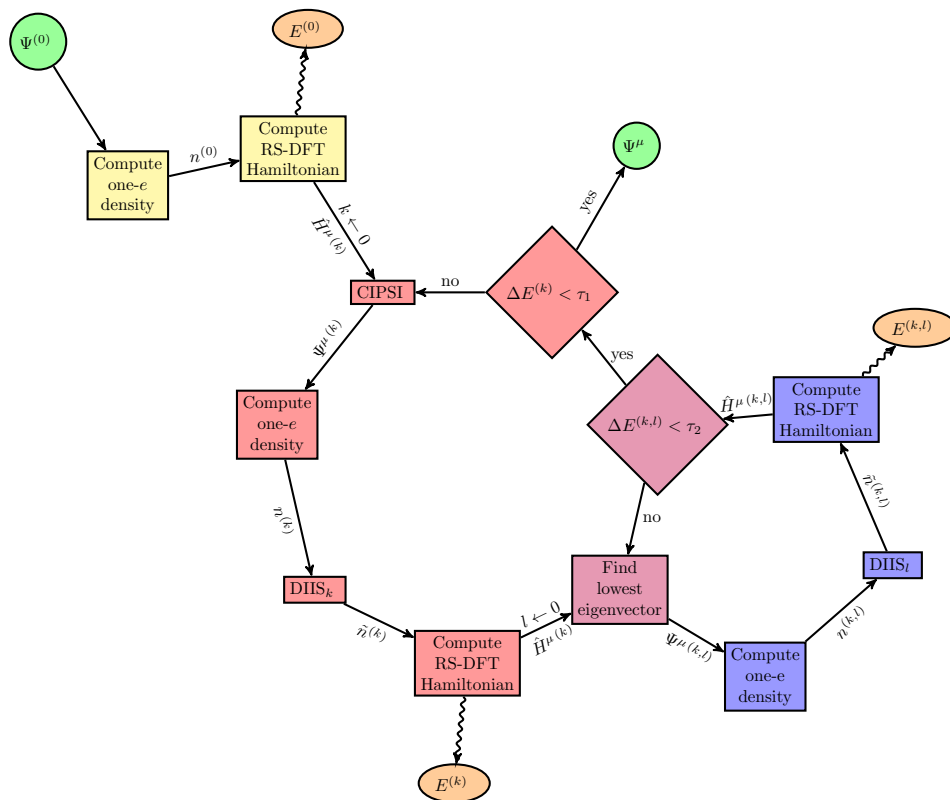 Ψ^(0)
E^(0)
Compute
one-e
density
n^(0)
Compute
RS-DFT
Hamiltonian
k ← 0
Ĥ^μ (k)
CIPSI
no
ΔE^(k) < τ₁
yes
Ψ^μ
Ψ^μ (k)
Compute
one-e
density
n^(k)
DIIS_k
ñ^(k)
Compute
RS-DFT
Hamiltonian
E^(k)
l ← 0
Ĥ^μ (k)
Find
lowest
eigenvector
Ψ^μ (k,l)
Compute
one-e
density
n^(k,l)
DIIS_l
ñ^(k,l)
Compute
RS-DFT
Hamiltonian
E^(k,l)
Ĥ^μ (k,l)
ΔE^(k,l) < τ₂
yes
no